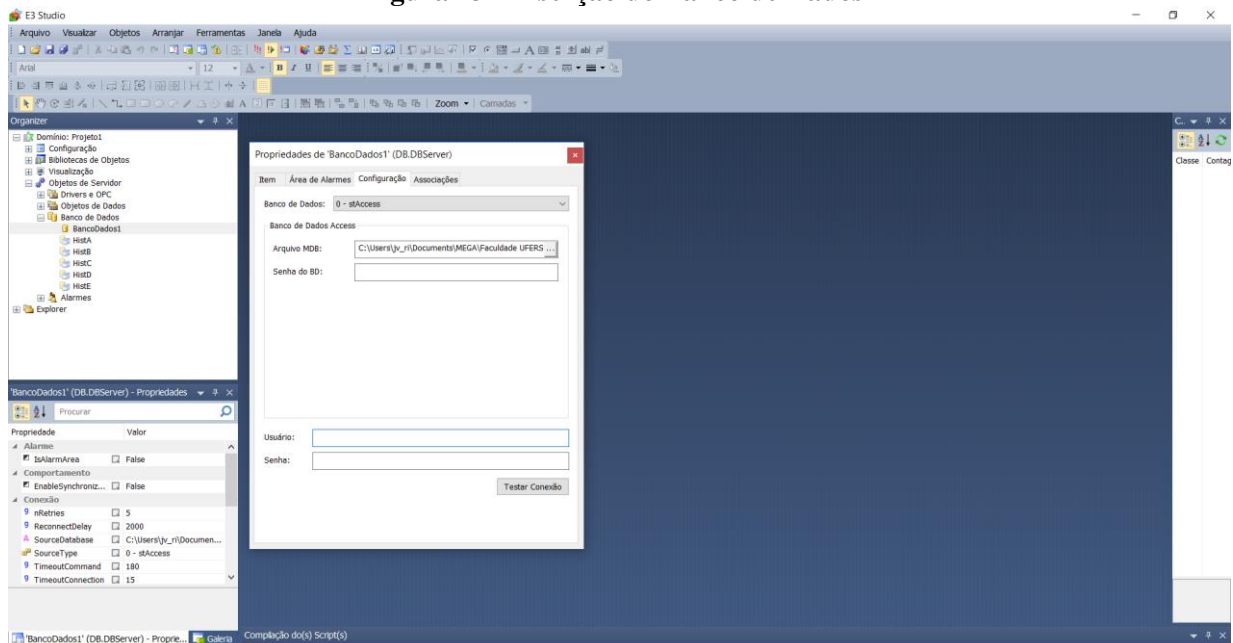 E3 Studio
Arquivo Visualizar Objetos Arranjar Ferramentas Janela Ajuda
Arial
12
Zoom
Camadas
Organizer
Domínio: Projeto1
Configuração
Bibliotecas de Objetos
Visualização
Objetos de Servidor
Drivers e OPC
Objetos de Dados
Banco de Dados
BancoDados1
HistA
HistB
HistC
HistD
HistE
Alarmes
Explorer
'BancoDados1' (DB.DBServer) - Propriedades
Procurar
Propriedade Valor
Alarme
IsAlarmArea False
Comportamento
EnableSynchroniz... False
Conexão
nRetries 5
ReconnectDelay 2000
SourceDatabase C:\Users\jv_ri\Documen...
SourceType 0 - stAccess
TimeoutCommand 180
TimeoutConnection 15
'BancoDados1' (DB.DBServer) - Proprie... Galeria
Propriedades de 'BancoDados1' (DB.DBServer)
Item Área de Alarmes Configuração Associações
Banco de Dados: 0 - stAccess
Banco de Dados Access
Arquivo MDB: C:\Users\jv_ri\Documents\MEGA\Faculdade UFERS ...
Senha do BD:
Usuário:
Senha:
Testar Conexão
C..
Classe Contag
Compilação do(s) Script(s)